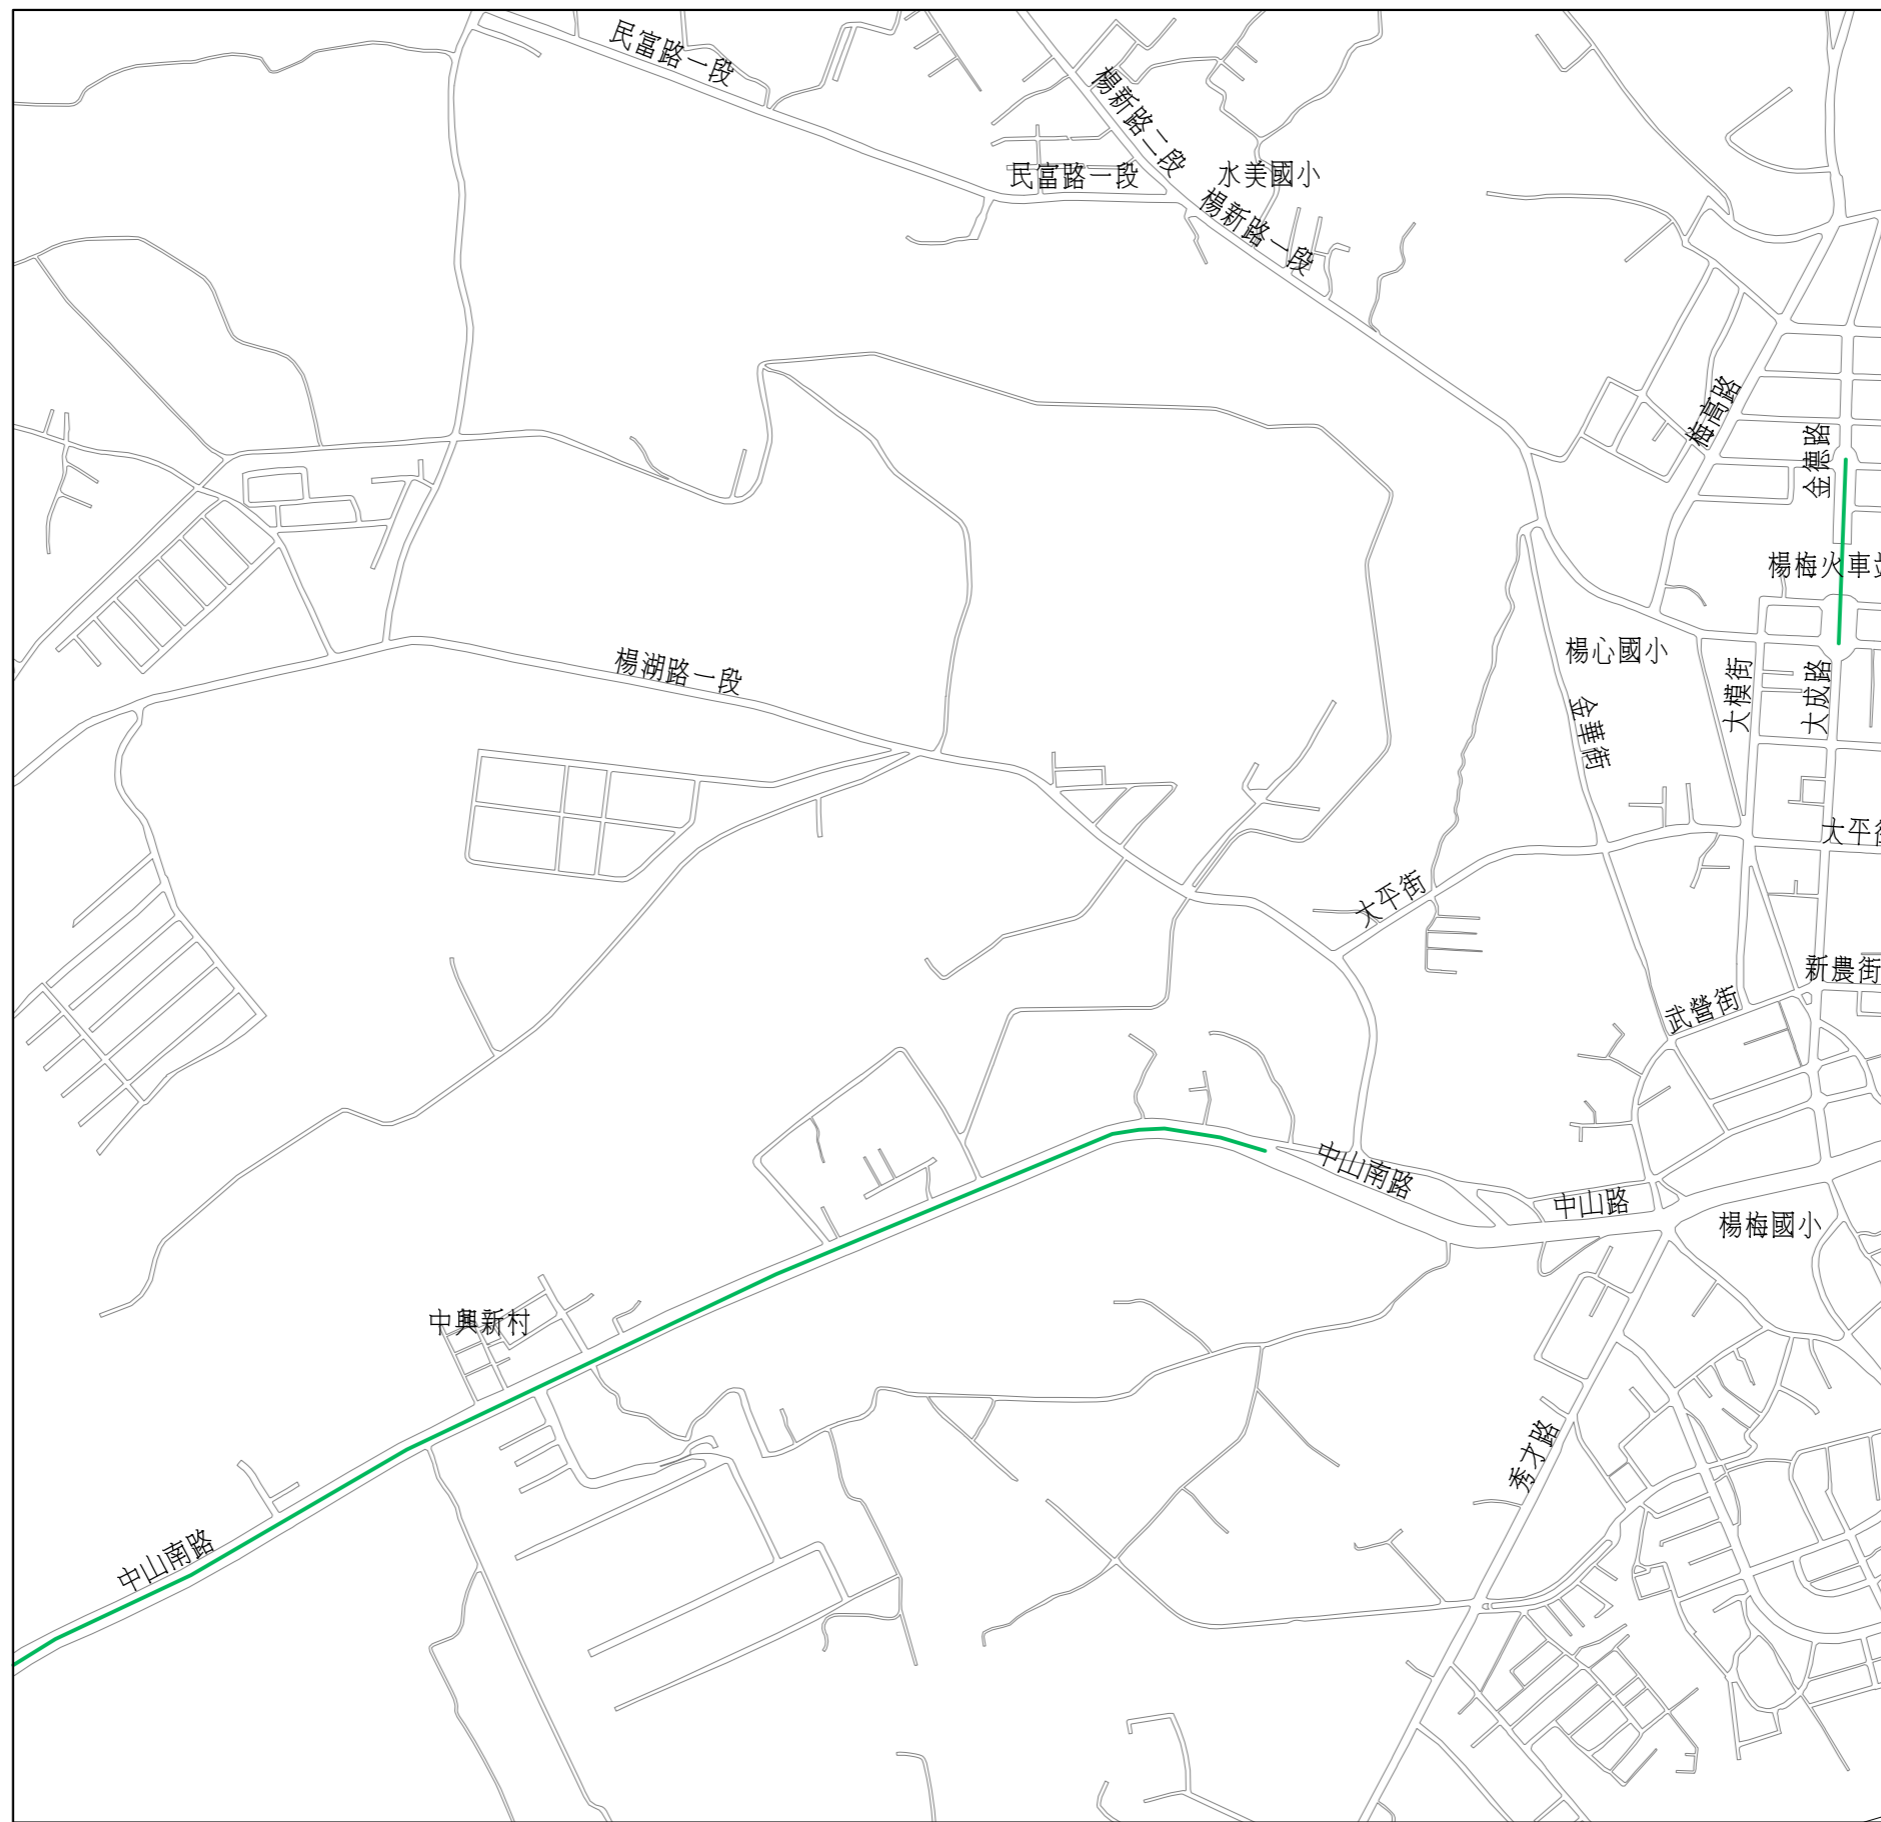 民富路一段
楊新路二段
民富路一段
水美國小
楊新路一段
梅高路
金德路
楊梅火車
楊心國小
楊湖路一段
大模街
大成路
金華街
大平
大平街
新農街
武營街
中山南路
中山路
楊梅國小
中興新村
秀才路
中山南路